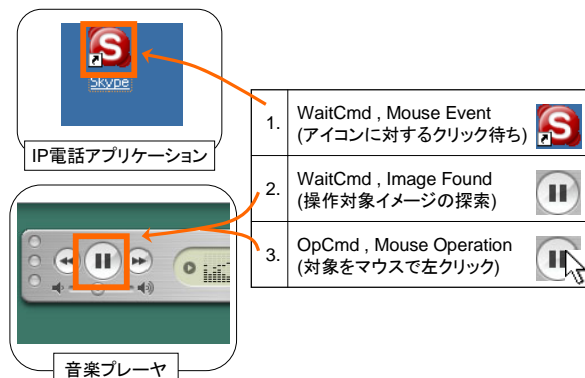 S
Skype
IP電話アプリケーション
1.
WaitCmd , Mouse Event
(アイコンに対するクリック待ち)
S
2.
WaitCmd , Image Found
(操作対象イメージの探索)
3.
OpCmd , Mouse Operation
(対象をマウスで左クリック)
音楽プレーヤ